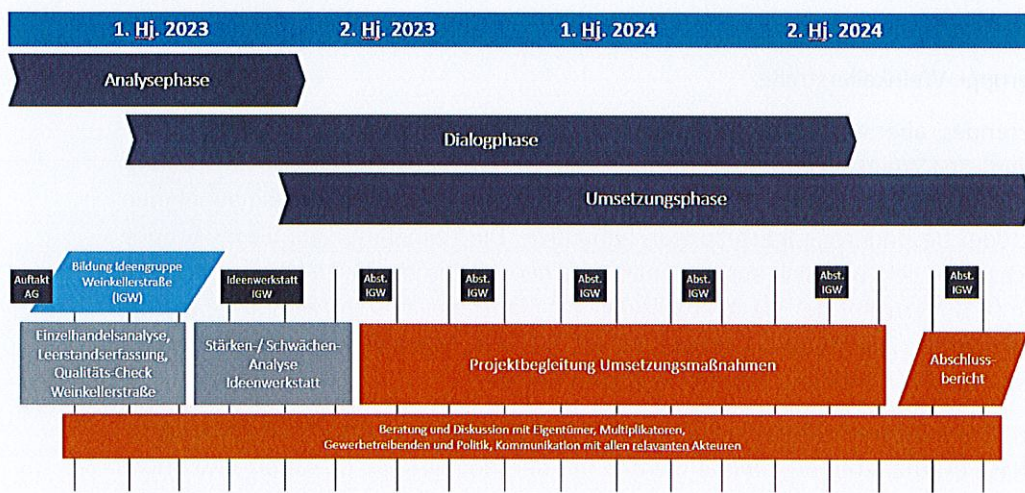 1. Hj. 2023
2. Hj. 2023
1. Hj. 2024
2. Hj. 2024
Analysephase
Dialogphase
Umsetzungsphase
Auftakt
AG
Bildung Ideengruppe
Weinkellerstraße
(IGW)
Ideenwerkstatt
IGW
Abst.
IGW
Abst.
IGW
Abst.
IGW
Abst.
IGW
Abst.
IGW
Abst.
IGW
Einzelhandelsanalyse,
Leerstandserfassung,
Qualitäts-Check
Weinkellerstraße
Stärken-/ Schwächen-
Analyse
Ideenwerkstatt
Projektbegleitung Umsetzungsmaßnahmen
Abschluss-
bericht
Beratung und Diskussion mit Eigentümer, Multiplikatoren,
Gewerbetreibenden und Politik, Kommunikation mit allen relevanten Akteuren